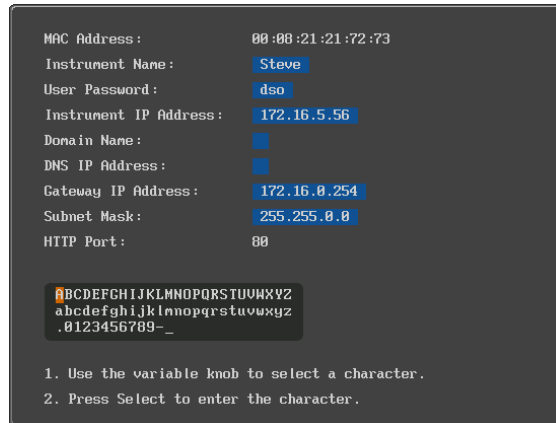 MAC Address: 00:08:21:21:72:73
Instrument Name: Steve
User Password: dso
Instrument IP Address: 172.16.5.56
Domain Name:
DNS IP Address:
Gateway IP Address: 172.16.0.254
Subnet Mask: 255.255.0.0
HTTP Port: 80
ABCDEFGHIJKLMNOPQRSTUVWXYZ
abcdefghijklmnopqrstuvwxyz
.0123456789-_
1. Use the variable knob to select a character.
2. Press Select to enter the character.